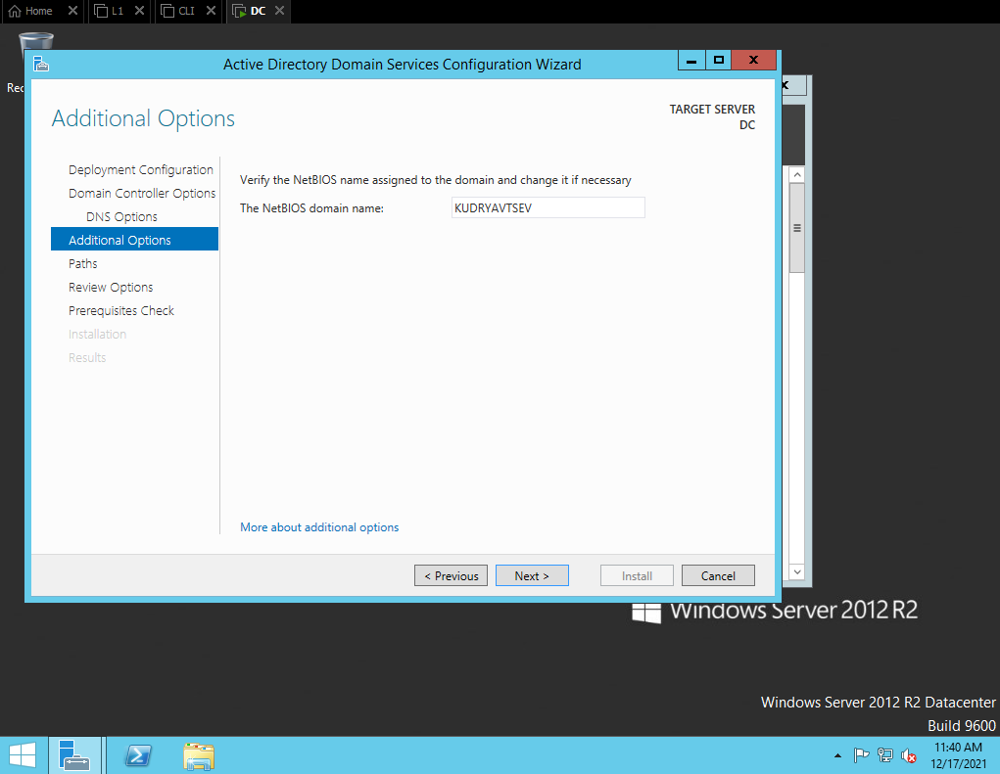 Home L1 CLI DC
Rec
Active Directory Domain Services Configuration Wizard
Additional Options
TARGET SERVER
DC
Deployment Configuration
Domain Controller Options
DNS Options
Additional Options
Paths
Review Options
Prerequisites Check
Installation
Results
Verify the NetBIOS name assigned to the domain and change it if necessary
The NetBIOS domain name: KUDRYAVTSEV
More about additional options
< Previous Next > Install Cancel
Windows Server 2012 R2
Windows Server 2012 R2 Datacenter
Build 9600
11:40 AM
12/17/2021